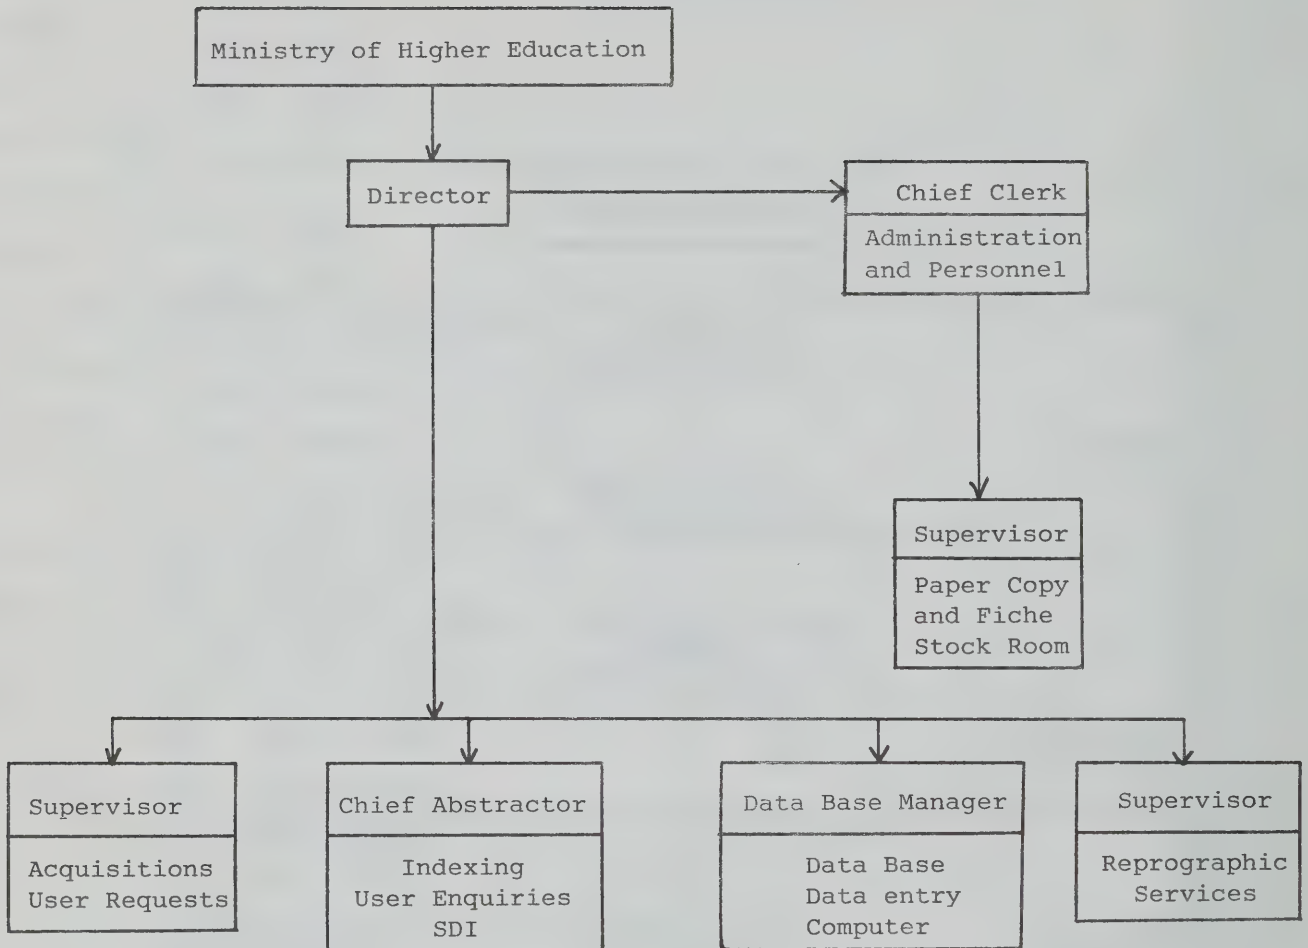 Ministry of Higher Education
Director
Chief Clerk
Administration
and Personnel
Supervisor
Paper Copy
and Fiche
Stock Room
Supervisor
Acquisitions
User Requests
Chief Abstractor
Indexing
User Enquiries
SDI
Data Base Manager
Data Base
Data entry
Computer
Supervisor
Reprographic
Services